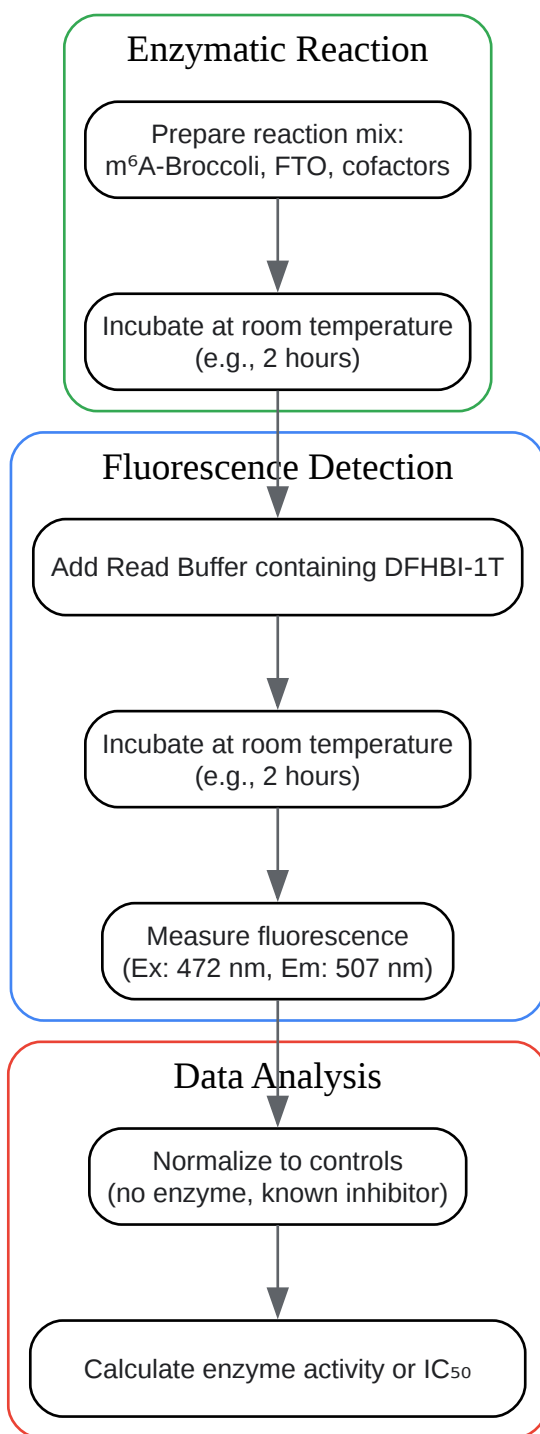 Enzymatic Reaction
Prepare reaction mix:
m⁶A-Broccoli, FTO, cofactors
Incubate at room temperature
(e.g., 2 hours)
Fluorescence Detection
Add Read Buffer containing DFHBI-1T
Incubate at room temperature
(e.g., 2 hours)
Measure fluorescence
(Ex: 472 nm, Em: 507 nm)
Data Analysis
Normalize to controls
(no enzyme, known inhibitor)
Calculate enzyme activity or IC₅₀